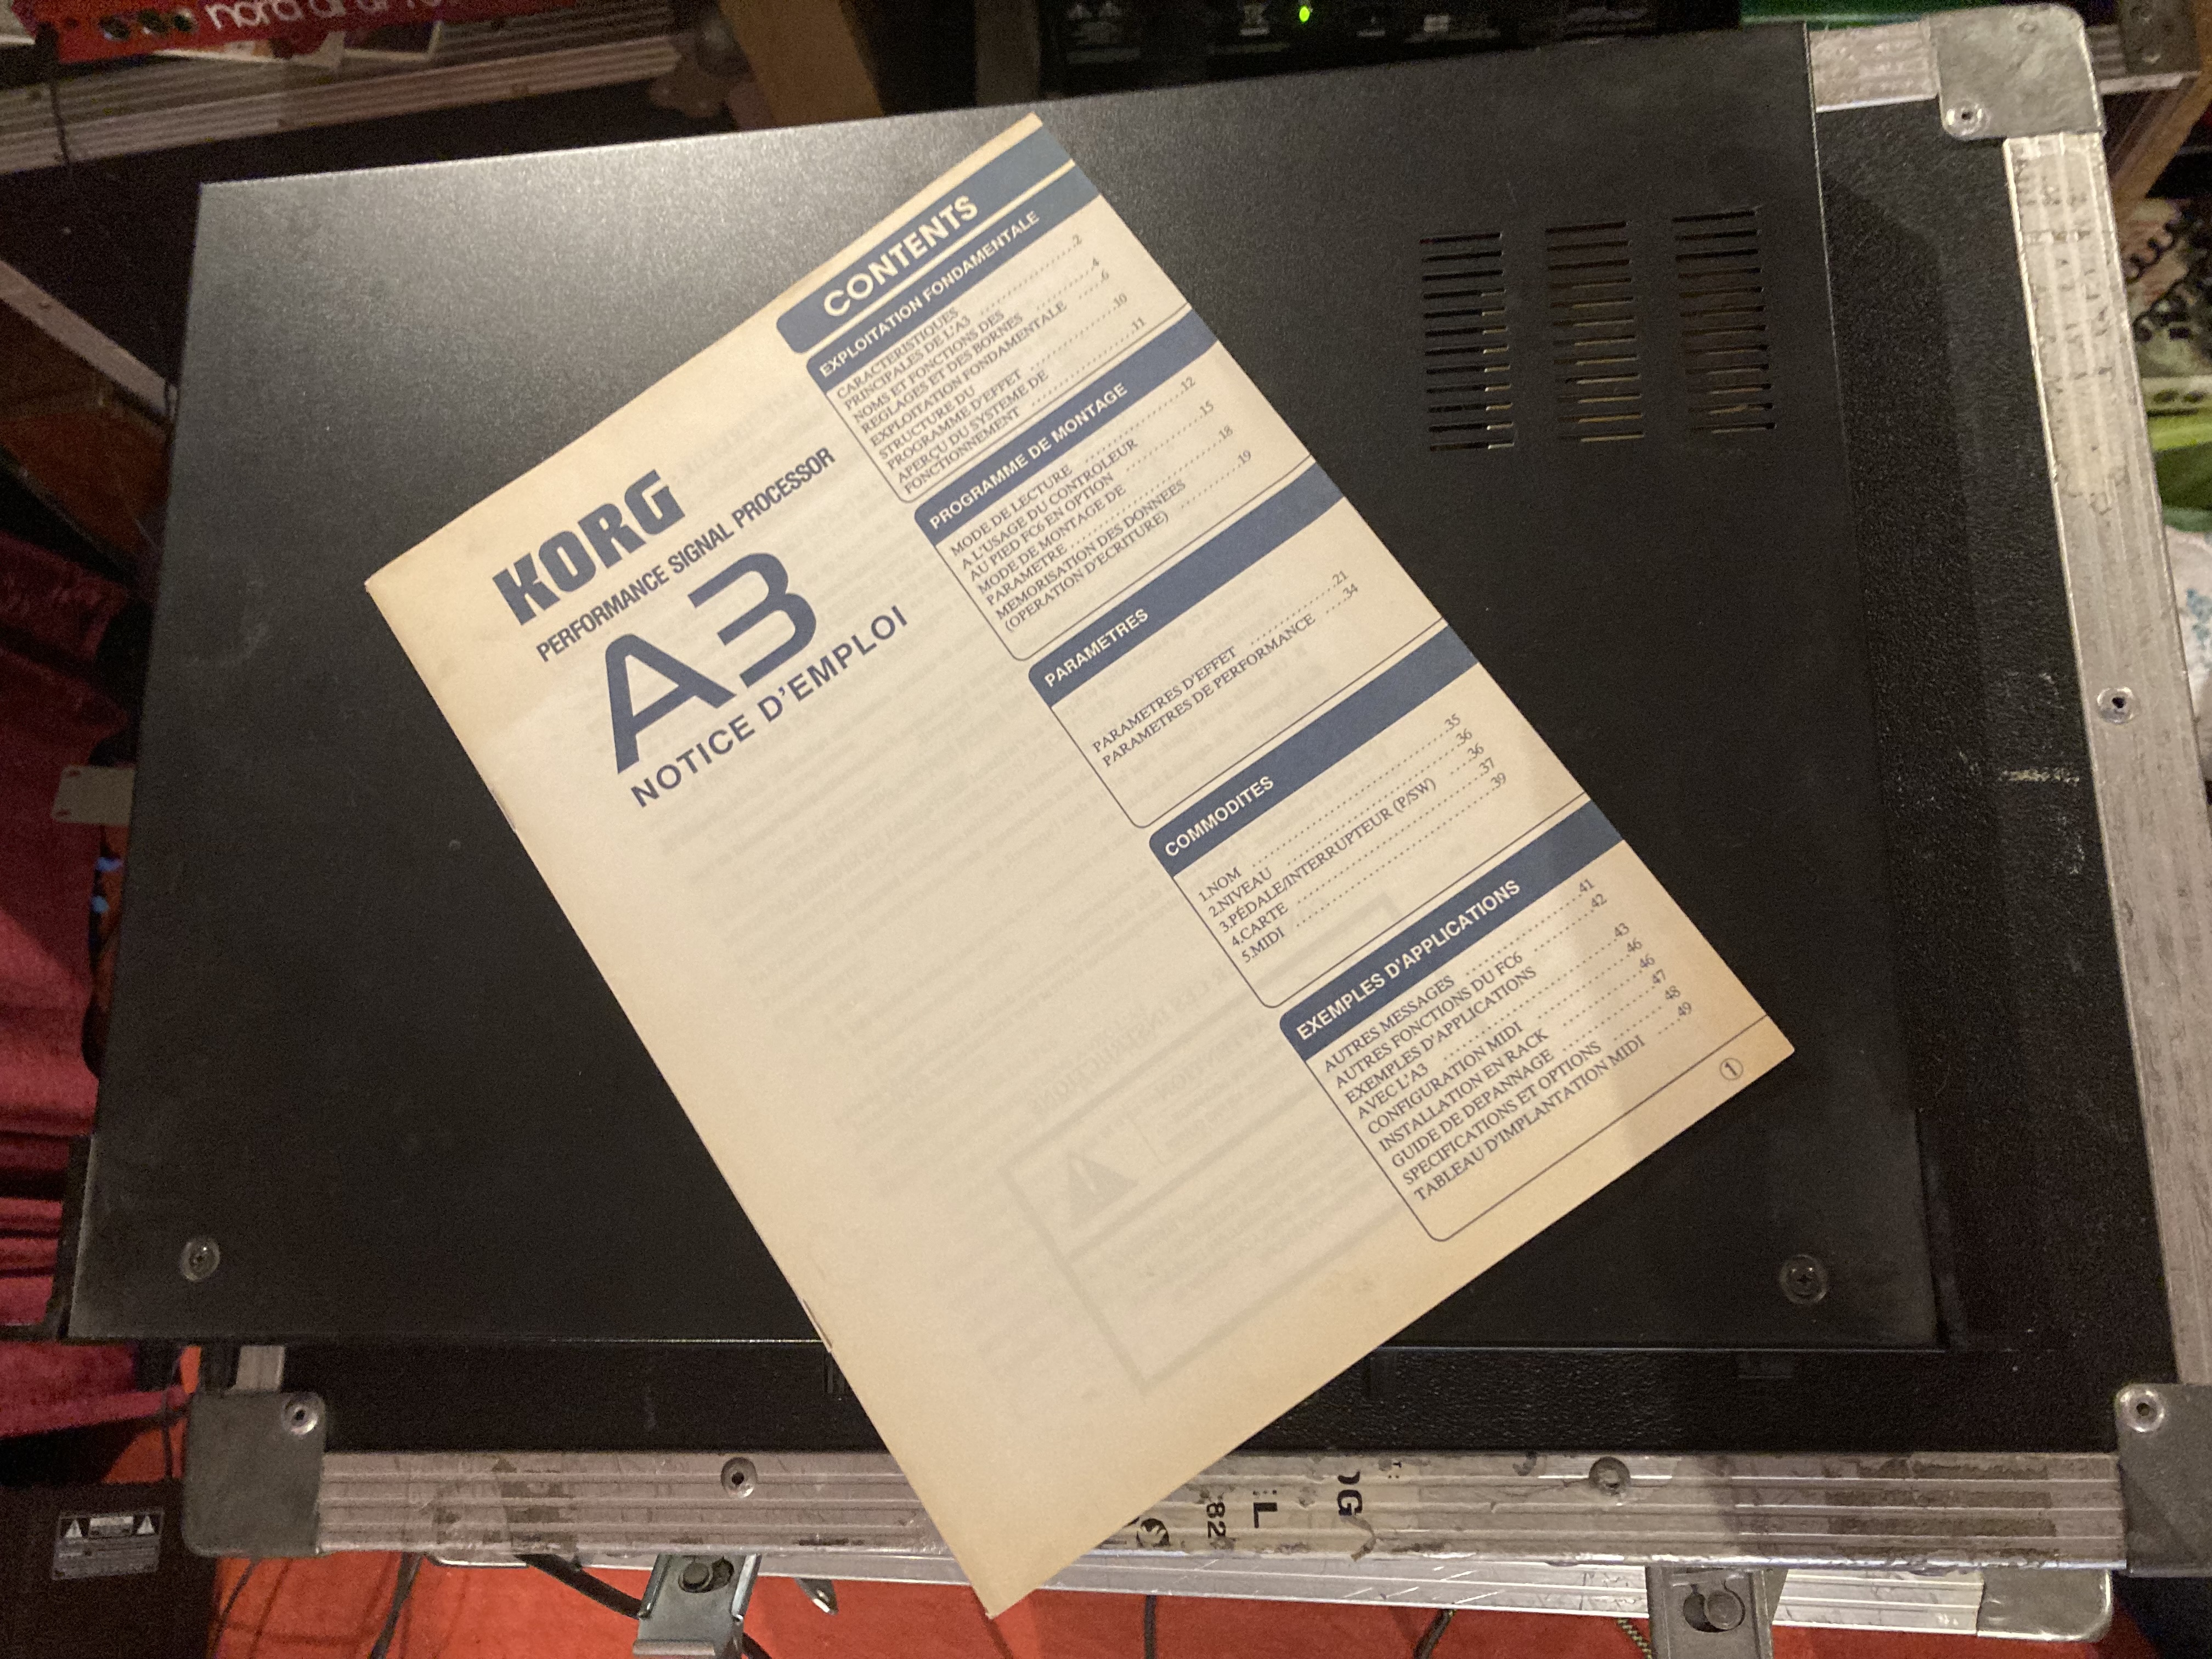 nord
KORG
PERFORMANCE SIGNAL PROCESSOR
A3
NOTICE D'EMPLOI
CONTENTS
EXPLOITATION FONDAMENTALE
CARACTERISTIQUES
PRINCIPALES DE L'A3 ..........2
NOMS ET FONCTIONS DES
REGLAGES ET DES BORNES ..........4
EXPLOITATION FONDAMENTALE .....6
STRUCTURE DU
PROGRAMME D'EFFET ..........10
APERÇU DU SYSTEME DE
FONCTIONNEMENT ..........11
PROGRAMME DE MONTAGE
MODE DE LECTURE ..........12
A L'USAGE DU CONTROLEUR
AU PIED FC6 EN OPTION ..........15
MODE DE MONTAGE DE
PARAMETRE ..........18
MEMORISATION DES DONNEES
(OPERATION D'ECRITURE) ..........19
PARAMETRES
PARAMETRES D'EFFET ..........21
PARAMETRES DE PERFORMANCE .....34
COMMODITES
1.NOM ..........35
2.NIVEAU ..........36
3.PÉDALE/INTERRUPTEUR (P/SW) .....36
4.CARTE ..........37
5.MIDI ..........39
EXEMPLES D'APPLICATIONS
AUTRES MESSAGES ..........41
AUTRES FONCTIONS DU FC6 ..........42
EXEMPLES D'APPLICATIONS
AVEC L'A3 ..........43
CONFIGURATION MIDI ..........46
INSTALLATION EN RACK ..........46
GUIDE DE DEPANNAGE ..........47
SPECIFICATIONS ET OPTIONS ..........48
TABLEAU D'IMPLANTATION MIDI .....49
①
82
L
OG